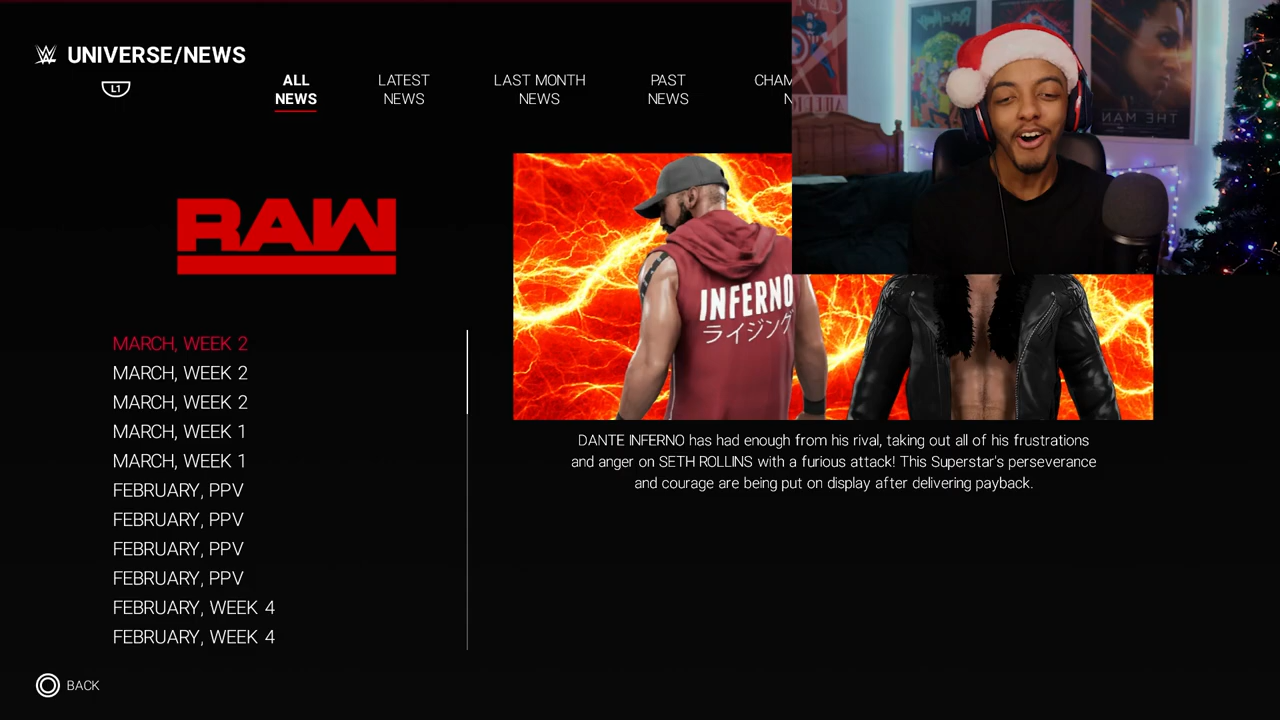 UNIVERSE/NEWS
L1
ALL
NEWS
LATEST
NEWS
LAST MONTH
NEWS
PAST
NEWS
CHAM
N
RAW
MARCH, WEEK 2
MARCH, WEEK 2
MARCH, WEEK 2
MARCH, WEEK 1
MARCH, WEEK 1
FEBRUARY, PPV
FEBRUARY, PPV
FEBRUARY, PPV
FEBRUARY, PPV
FEBRUARY, WEEK 4
FEBRUARY, WEEK 4
INFERNO
ライジング
THE MAN
DANTE INFERNO has had enough from his rival, taking out all of his frustrations
and anger on SETH ROLLINS with a furious attack! This Superstar's perseverance
and courage are being put on display after delivering payback.
BACK